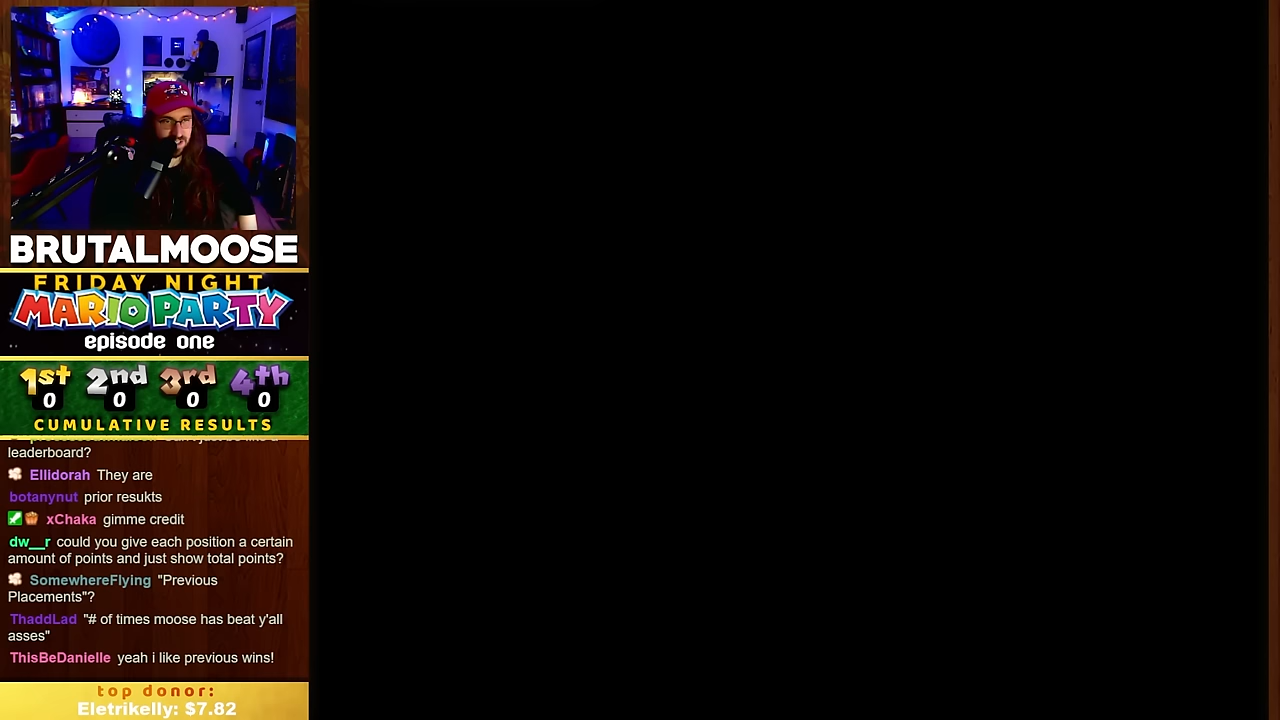 BRUTALMOOSE
FRIDAY NIGHT
MARIO PARTY
episode one
1st 2nd 3rd 4th
0 0 0 0
CUMULATIVE RESULTS
leaderboard?
Ellidorah They are
botanynut prior resukts
xChaka gimme credit
dw__r could you give each position a certain
amount of points and just show total points?
SomewhereFlying "Previous
Placements"?
ThaddLad "# of times moose has beat y'all
asses"
ThisBeDanielle yeah i like previous wins!
top donor:
Eletrikelly: $7.82